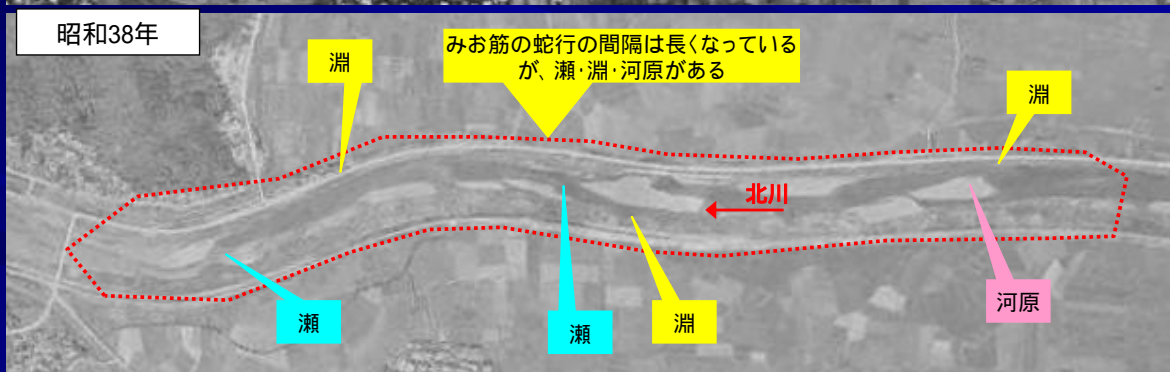 昭和38年
みお筋の蛇行の間隔は長くなっている
が、瀬・淵・河原がある
淵
淵
北川
瀬
瀬
淵
河原